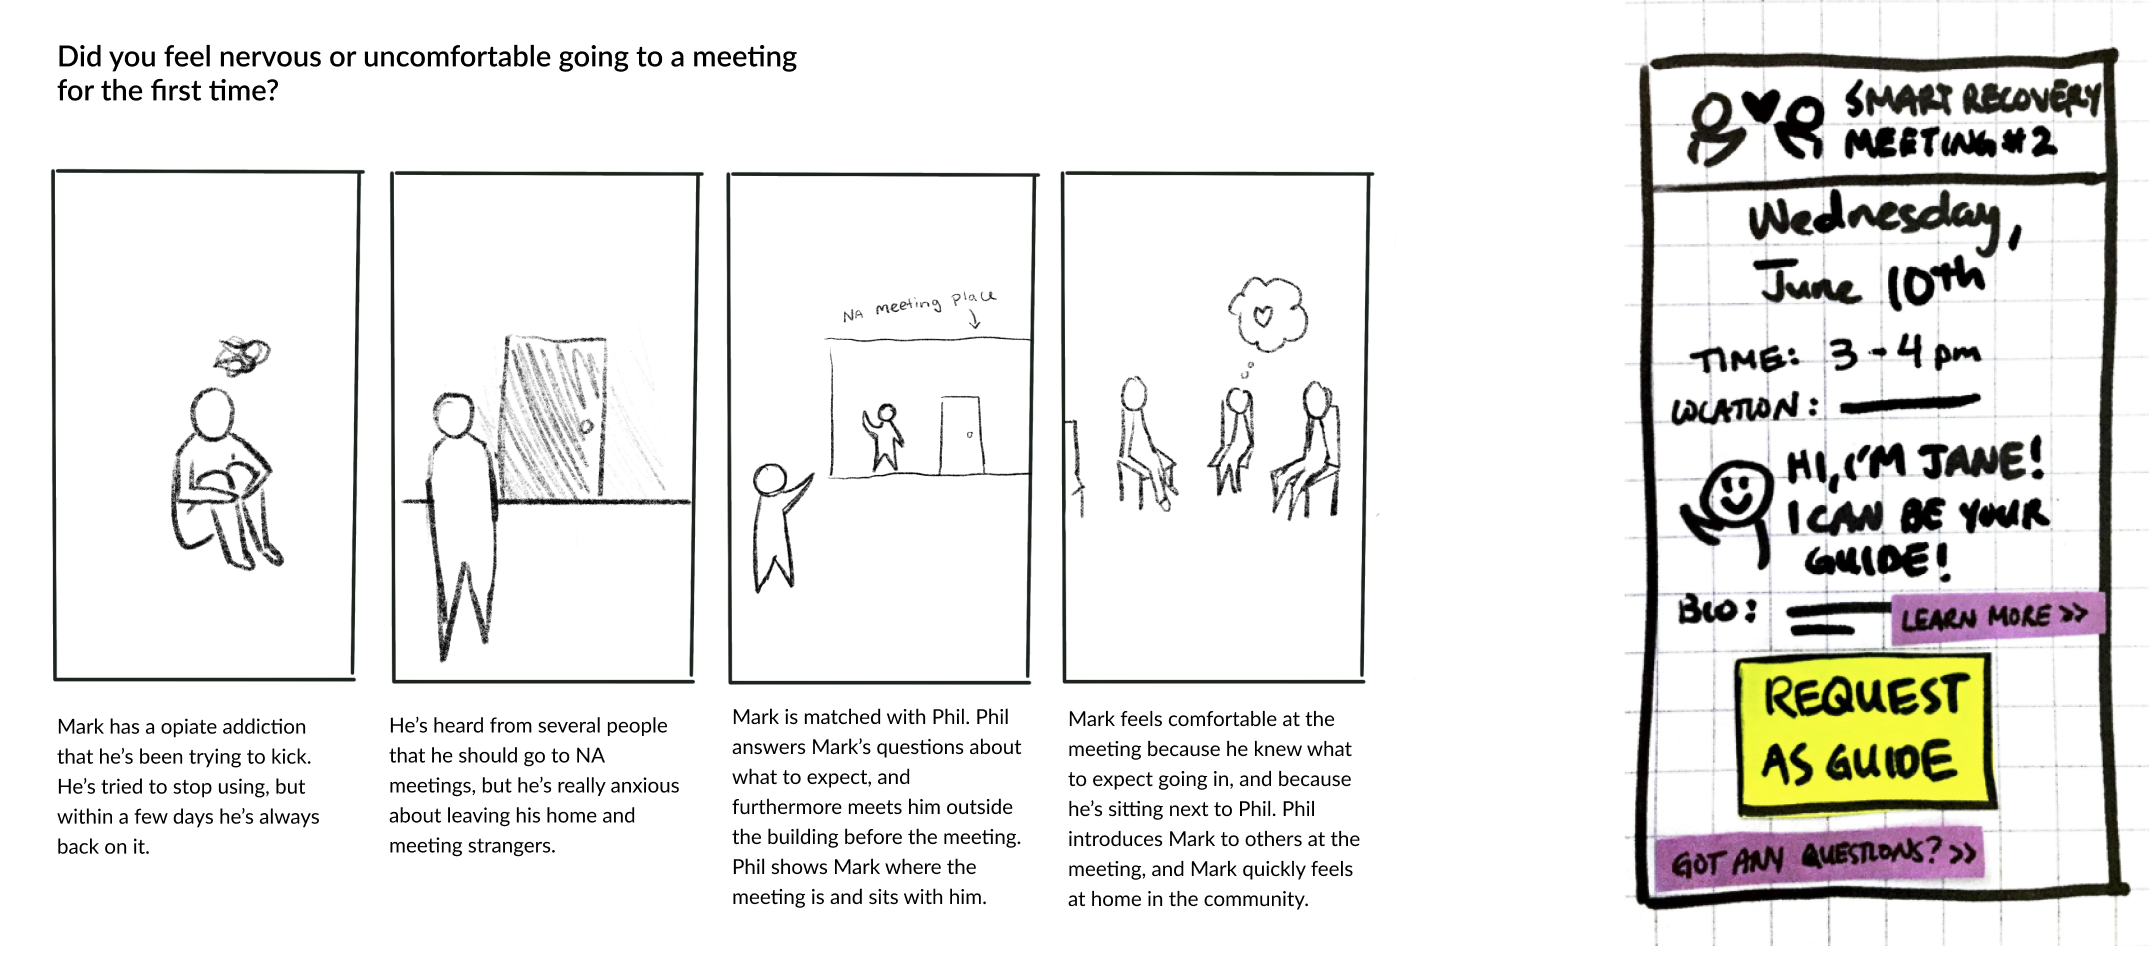 Did you feel nervous or uncomfortable going to a meeting
for the first time?
NA meeting place
Mark has a opiate addiction
that he's been trying to kick.
He's tried to stop using, but
within a few days he's always
back on it.
He's heard from several people
that he should go to NA
meetings, but he's really anxious
about leaving his home and
meeting strangers.
Mark is matched with Phil. Phil
answers Mark's questions about
what to expect, and
furthermore meets him outside
the building before the meeting.
Phil shows Mark where the
meeting is and sits with him.
Mark feels comfortable at the
meeting because he knew what
to expect going in, and because
he's sitting next to Phil. Phil
introduces Mark to others at the
meeting, and Mark quickly feels
at home in the community.
SMART RECOVERY
MEETING #2
Wednesday,
June 10th
TIME: 3-4pm
LOCATION:
HI, I'M JANE!
I CAN BE YOUR
GUIDE!
BIO:
LEARN MORE >>
REQUEST
AS GUIDE
GOT ANY QUESTIONS? >>